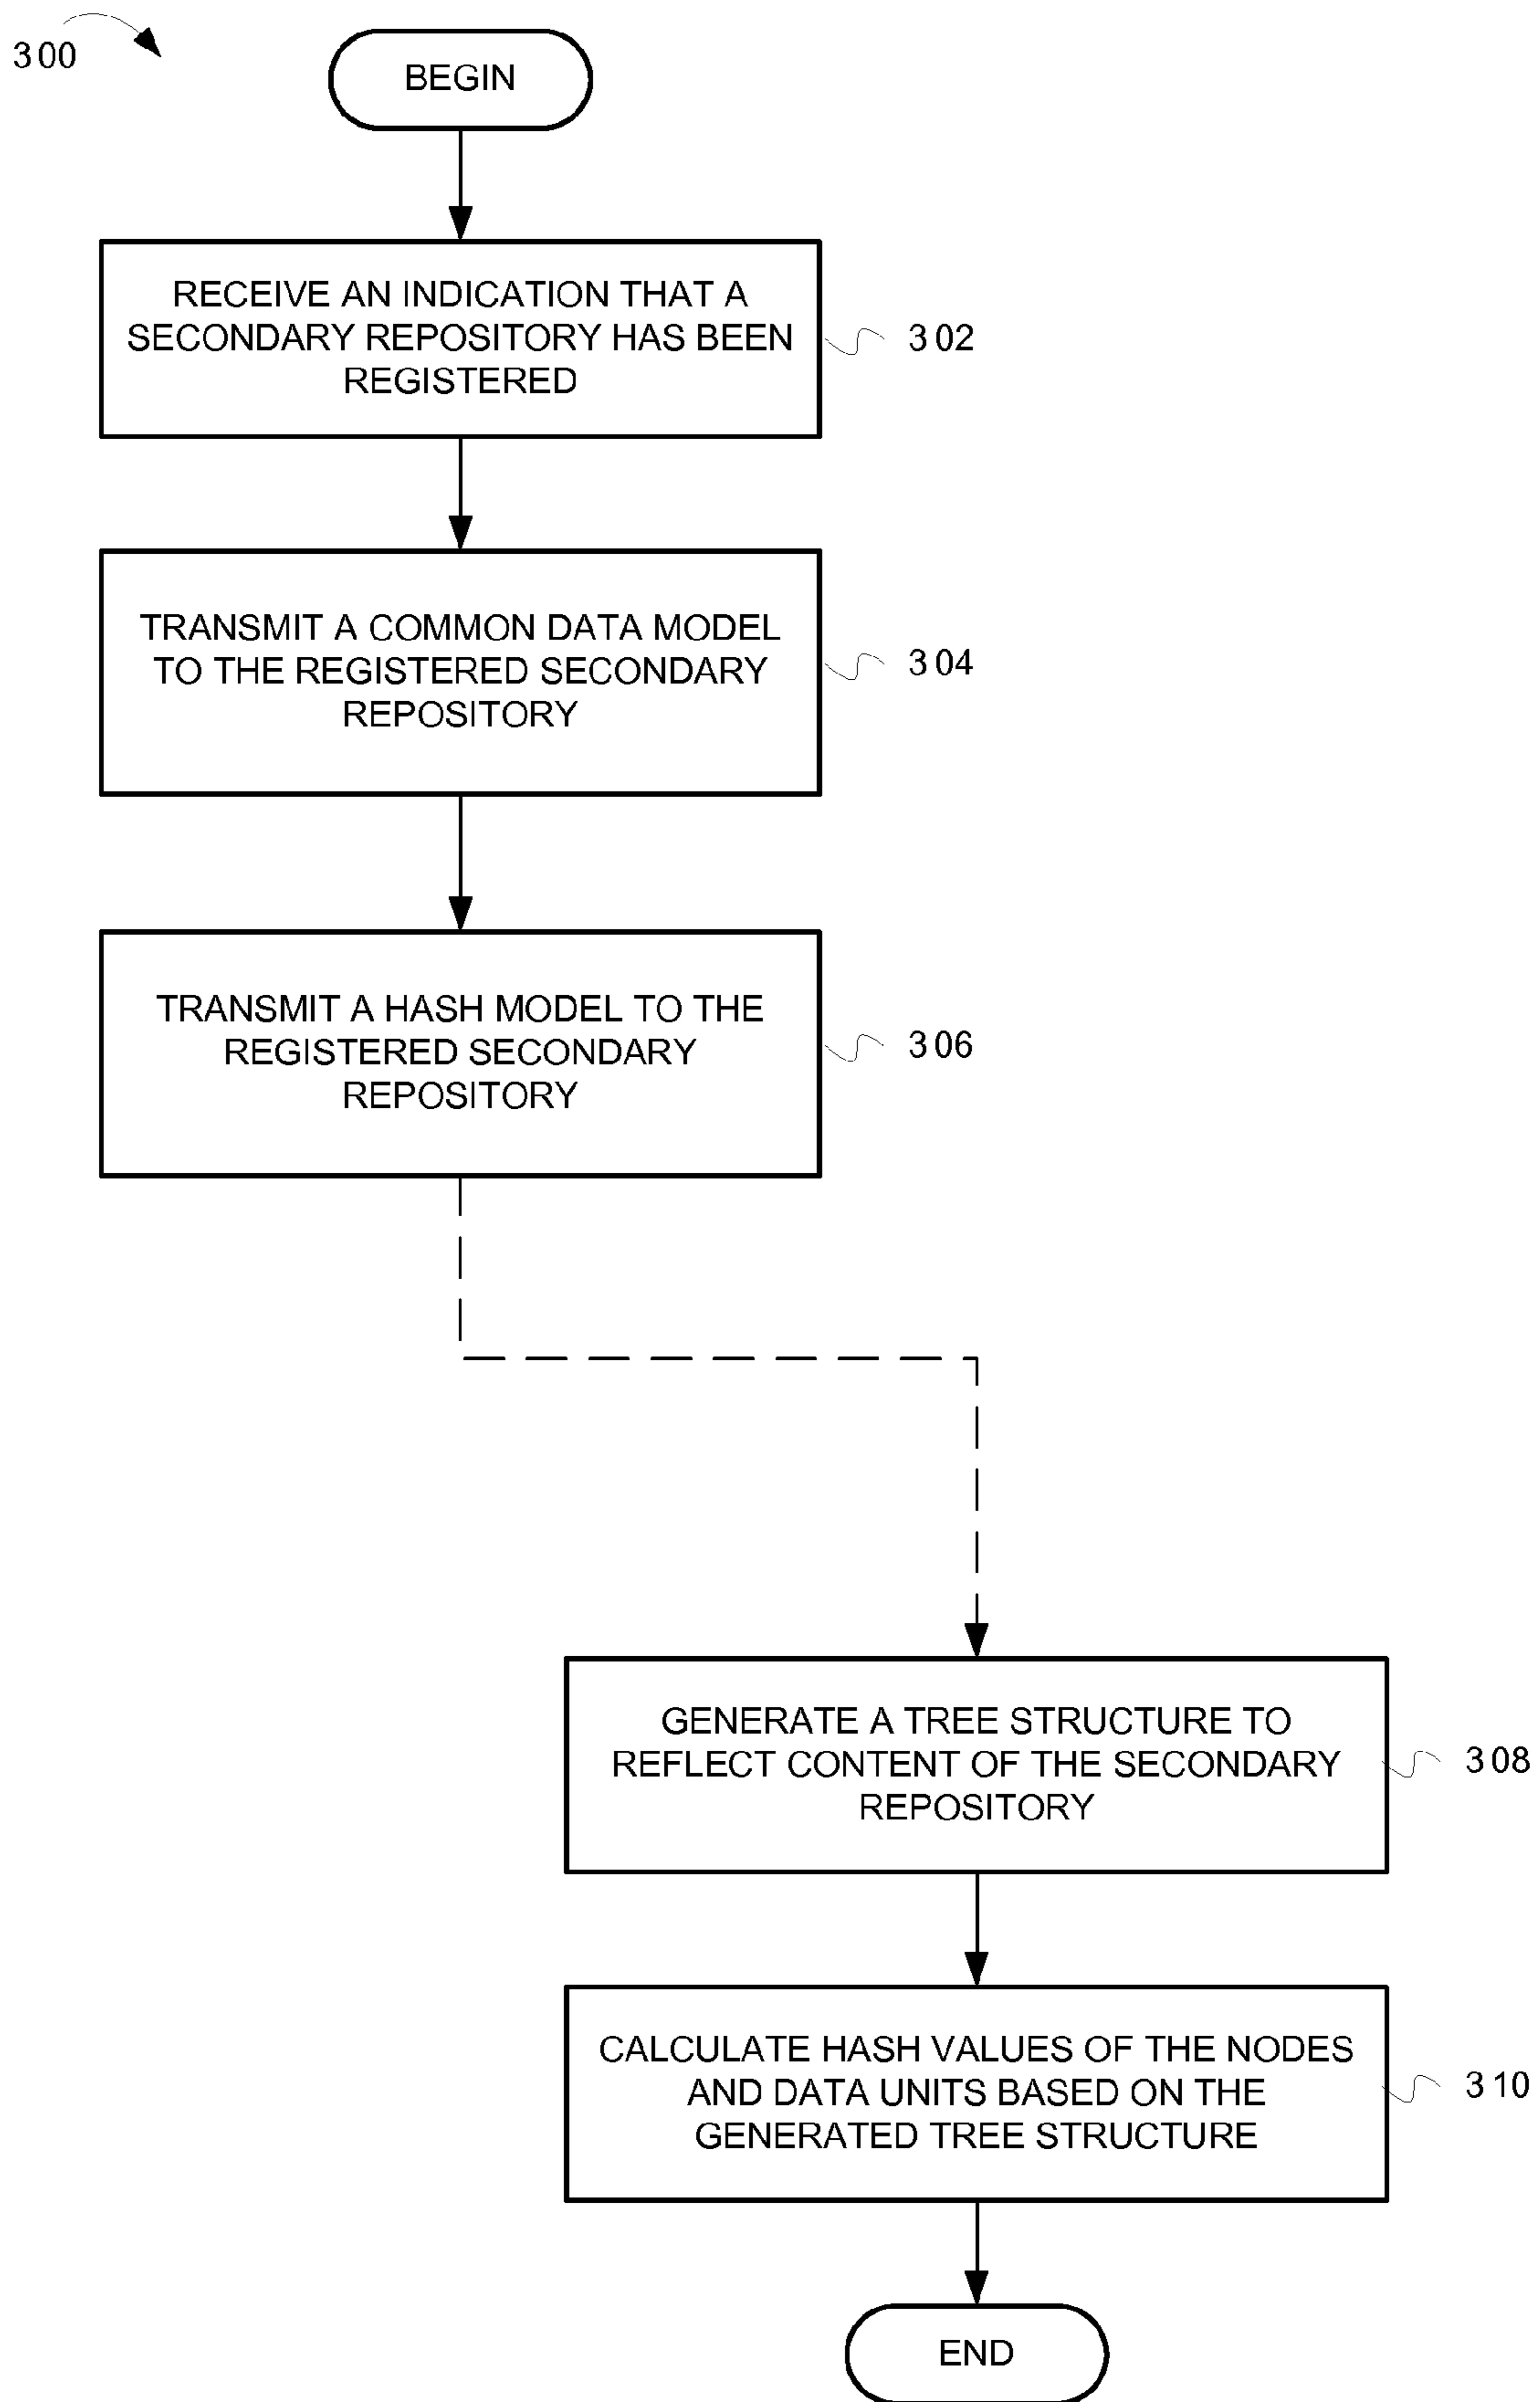 300
BEGIN
RECEIVE AN INDICATION THAT A
SECONDARY REPOSITORY HAS BEEN
REGISTERED
302
TRANSMIT A COMMON DATA MODEL
TO THE REGISTERED SECONDARY
REPOSITORY
304
TRANSMIT A HASH MODEL TO THE
REGISTERED SECONDARY
REPOSITORY
306
GENERATE A TREE STRUCTURE TO
REFLECT CONTENT OF THE SECONDARY
REPOSITORY
308
CALCULATE HASH VALUES OF THE NODES
AND DATA UNITS BASED ON THE
GENERATED TREE STRUCTURE
310
END